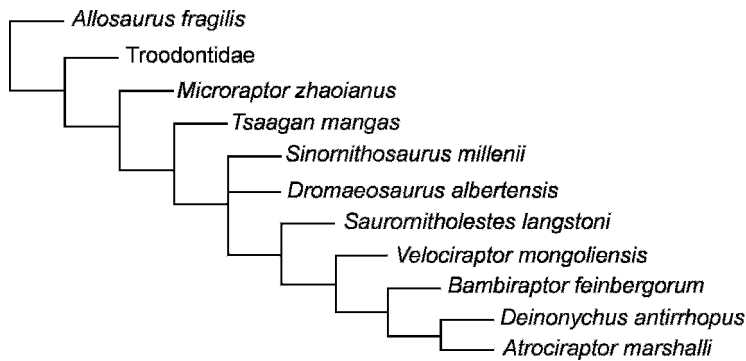 Allosaurus fragilis
Troodontidae
Microraptor zhaoianus
Tsaagan mangas
Sinornithosaurus millenii
Dromaeosaurus albertensis
Saurornitholestes langstoni
Velociraptor mongoliensis
Bambiraptor feinbergorum
Deinonychus antirrhopus
Atrociraptor marshalli